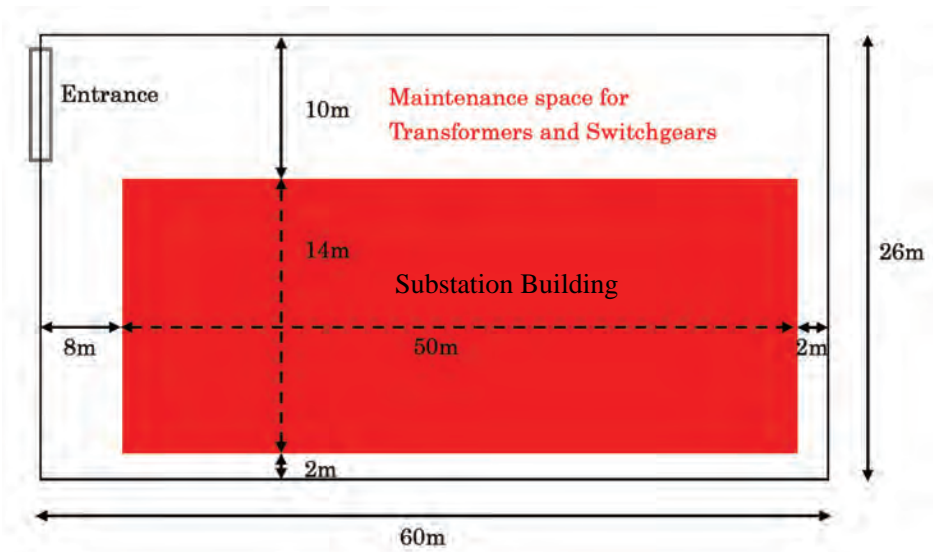 Entrance
10m
Maintenance space for
Transformers and Switchgears
14m
26m
Substation Building
8m
50m
2m
2m
60m